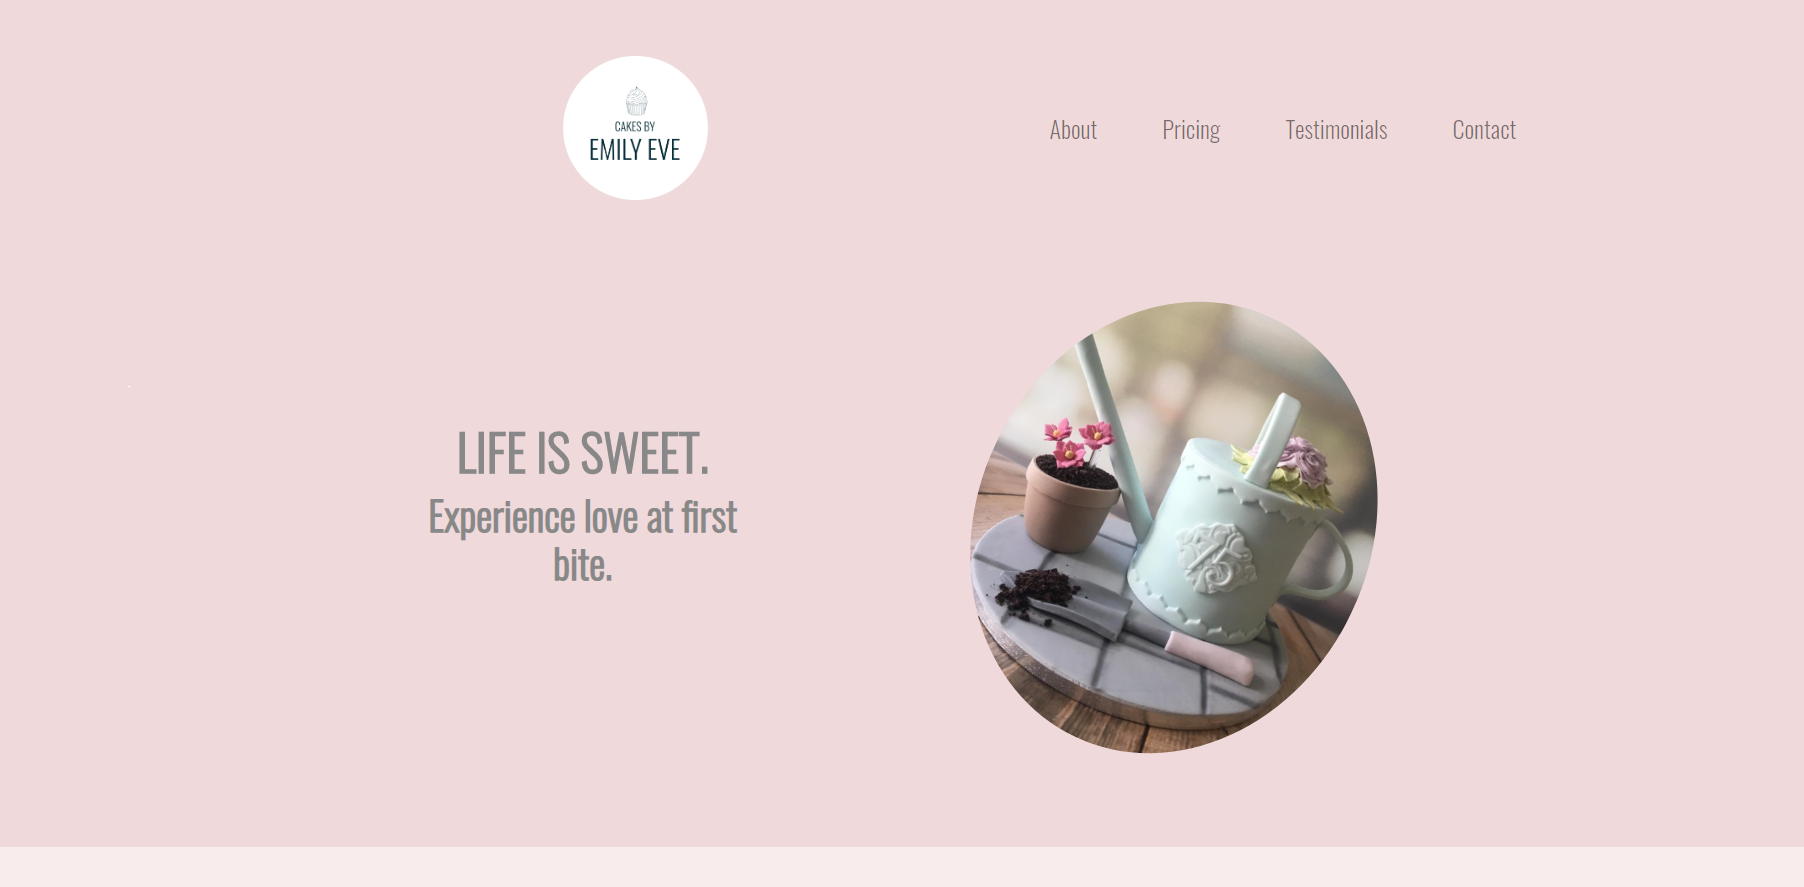 CAKES BY
EMILY EVE
About Pricing Testimonials Contact
LIFE IS SWEET.
Experience love at first
bite.